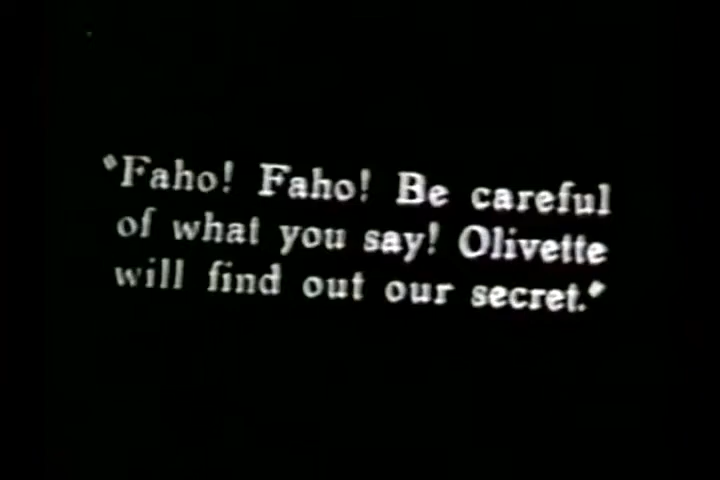 "Faho! Faho! Be careful
of what you say! Olivette
will find out our secret."